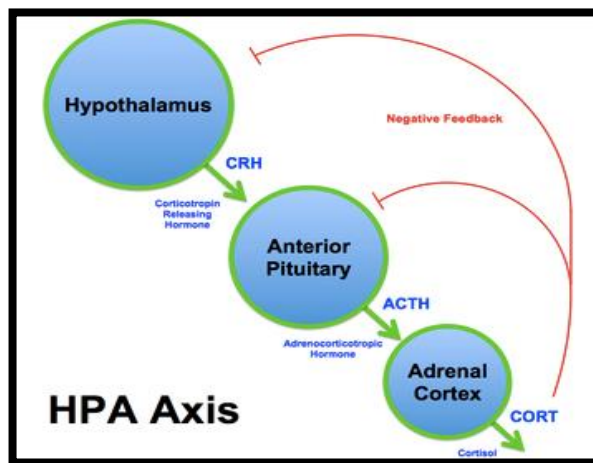 Hypothalamus
Negative Feedback
CRH
Corticotropin
Releasing
Hormone
Anterior
Pituitary
ACTH
Adrenocorticotropic
Hormone
Adrenal
Cortex
HPA Axis
CORT
Cortisol